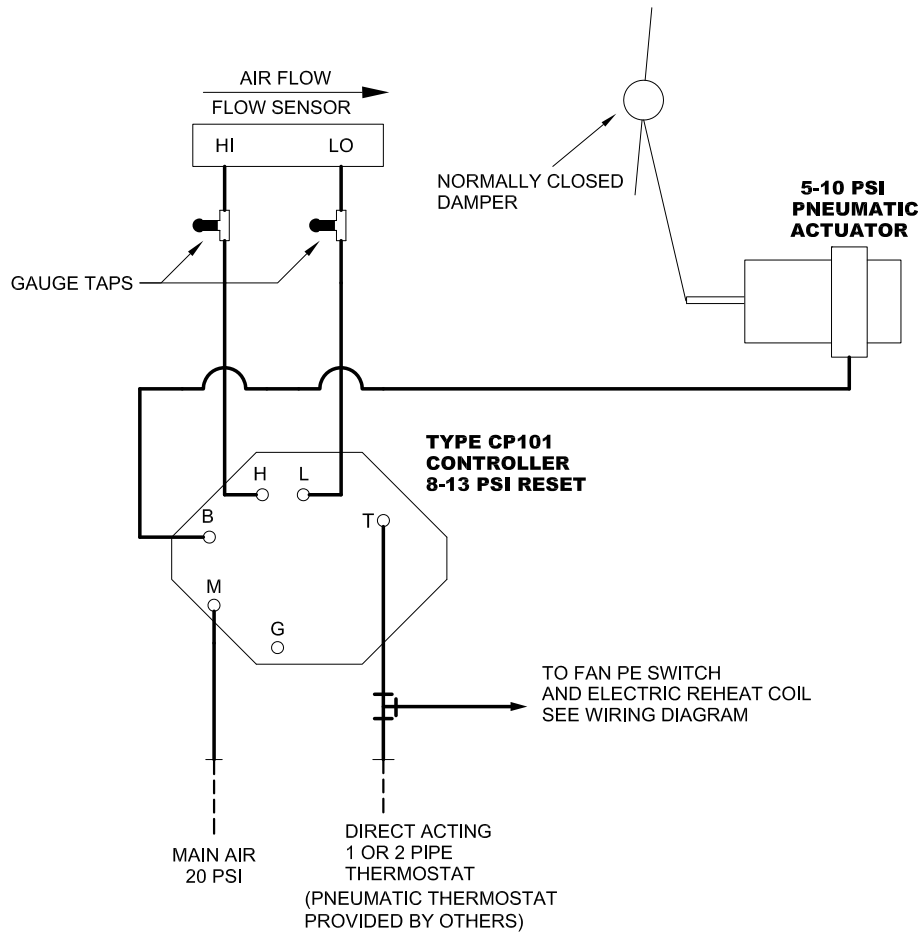 AIR FLOW
FLOW SENSOR
HI
LO
NORMALLY CLOSED
DAMPER
5-10 PSI
PNEUMATIC
ACTUATOR
GAUGE TAPS
TYPE CP101
CONTROLLER
8-13 PSI RESET
H
L
B
T
M
G
TO FAN PE SWITCH
AND ELECTRIC REHEAT COIL
SEE WIRING DIAGRAM
MAIN AIR
20 PSI
DIRECT ACTING
1 OR 2 PIPE
THERMOSTAT
(PNEUMATIC THERMOSTAT
PROVIDED BY OTHERS)